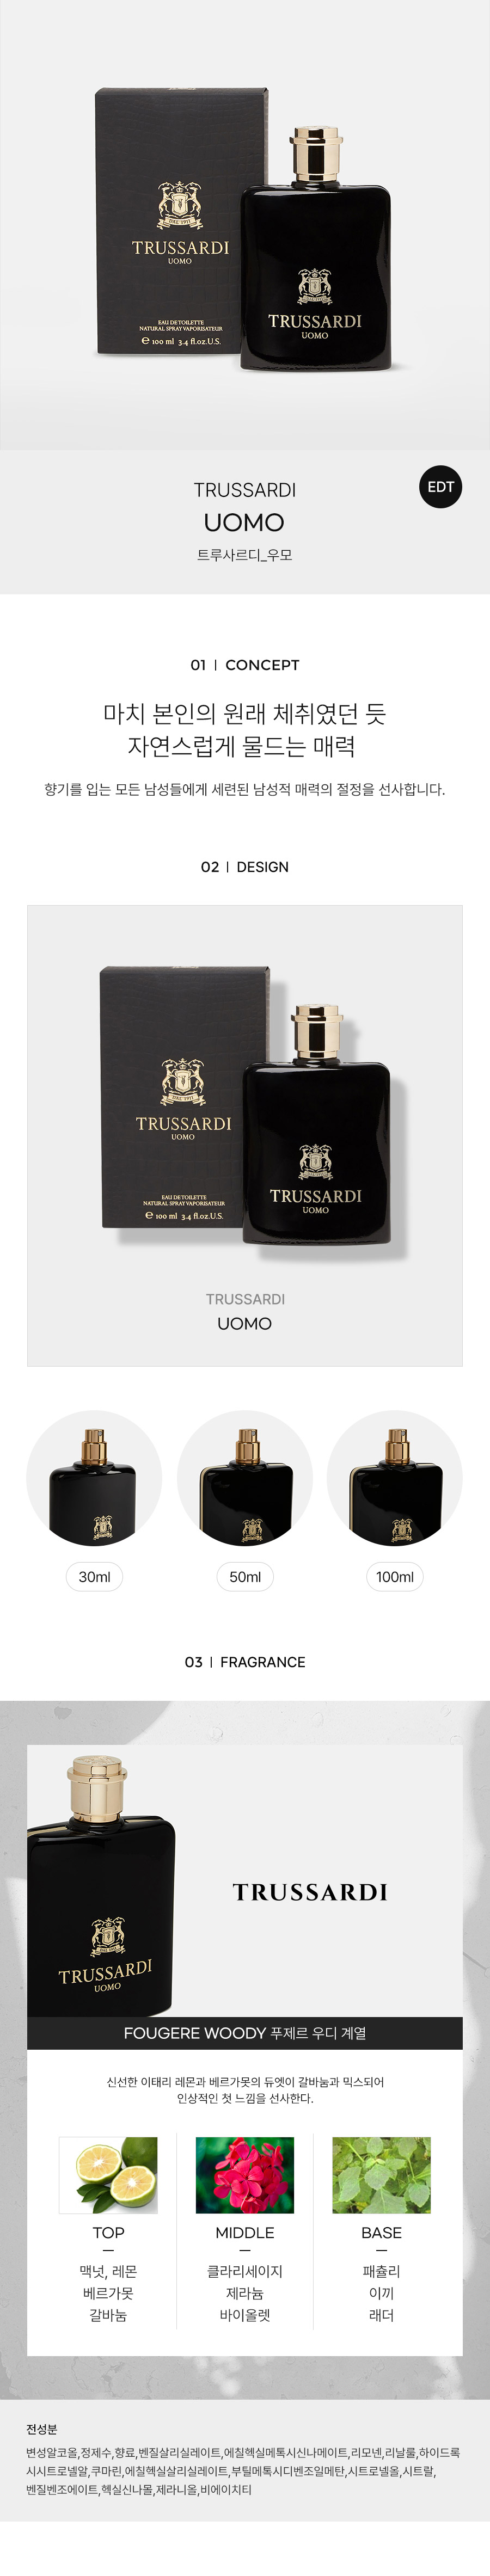 TRUSSARDI
UOMO
EAU DE TOILETTE
NATURAL SPRAY VAPORISATEUR
℮ 100 ml 3.4 fl.oz.U.S.
TRUSSARDI
UOMO
TRUSSARDI
EDT
UOMO
트루사르디_우모
01 | CONCEPT
마치 본인의 원래 체취였던 듯
자연스럽게 물드는 매력
향기를 입는 모든 남성들에게 세련된 남성적 매력의 절정을 선사합니다.
02 | DESIGN
TRUSSARDI
UOMO
EAU DE TOILETTE
NATURAL SPRAY VAPORISATEUR
℮ 100 ml 3.4 fl.oz.U.S.
TRUSSARDI
UOMO
TRUSSARDI
UOMO
30ml
50ml
100ml
03 | FRAGRANCE
TRUSSARDI
TRUSSARDI
UOMO
FOUGERE WOODY 푸제르 우디 계열
신선한 이태리 레몬과 베르가못의 듀엣이 갈바눔과 믹스되어
인상적인 첫 느낌을 선사한다.
TOP
맥넛, 레몬
베르가못
갈바눔
MIDDLE
클라리세이지
제라늄
바이올렛
BASE
패츌리
이끼
래더
전성분
변성알코올,정제수,향료,벤질살리실레이트,에칠헥실메톡시신나메이트,리모넨,리날룰,하이드록
시시트로넬알,쿠마린,에칠헥실살리실레이트,부틸메톡시디벤조일메탄,시트로넬올,시트랄,
벤질벤조에이트,헥실신나몰,제라니올,비에이치티